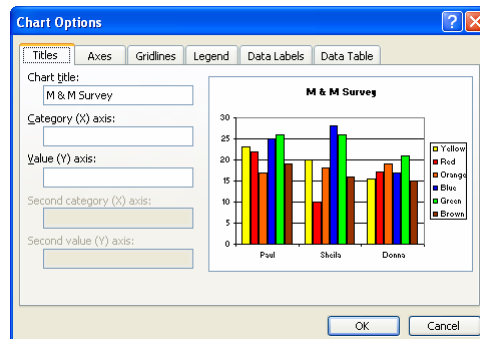 Chart Options
Titles Axes Gridlines Legend Data Labels Data Table
Chart title:
M & M Survey
Category (X) axis:
Value (Y) axis:
Second category (X) axis:
Second value (Y) axis:
M & M Survey
30
25
20
15
10
5
0
Paul Sheila Donna
Yellow
Red
Orange
Blue
Green
Brown
OK Cancel